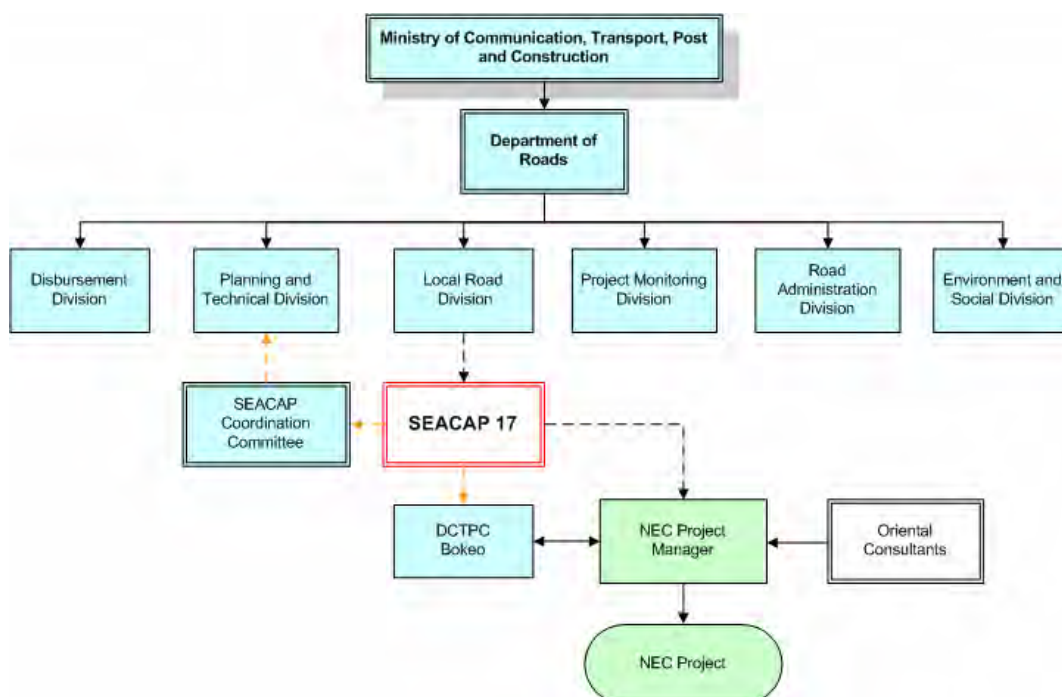 Ministry of Communication, Transport, Post
and Construction
Department of
Roads
Disbursement
Division
Planning and
Technical Division
Local Road
Division
Project Monitoring
Division
Road
Administration
Division
Environment and
Social Division
SEACAP
Coordination
Committee
SEACAP 17
DCTPC
Bokeo
NEC Project
Manager
Oriental
Consultants
NEC Project